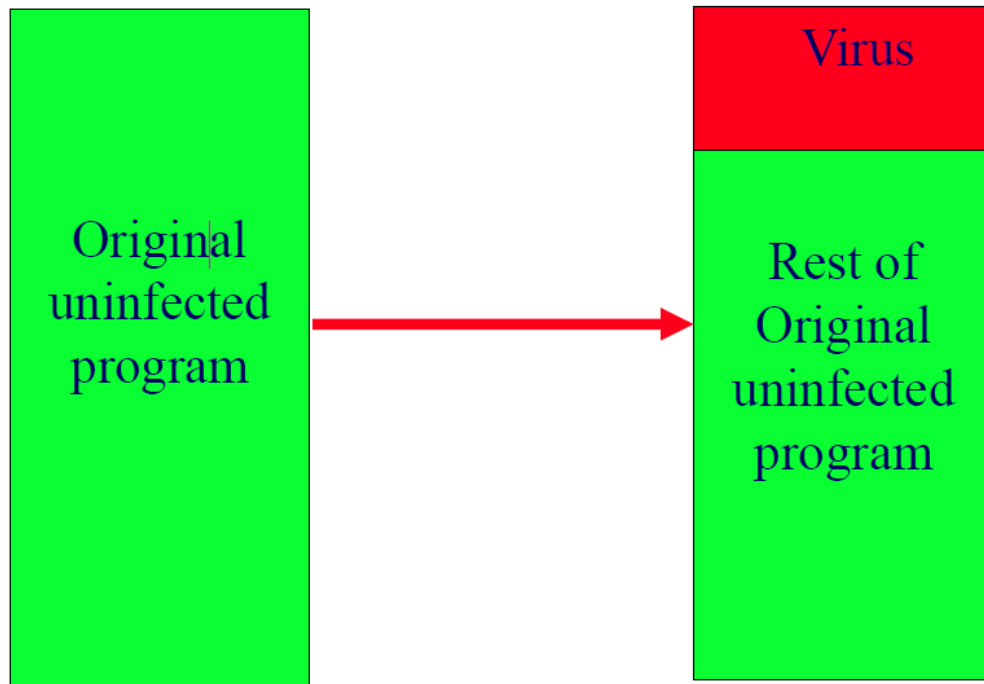 Original
uninfected
program
Virus
Rest of
Original
uninfected
program